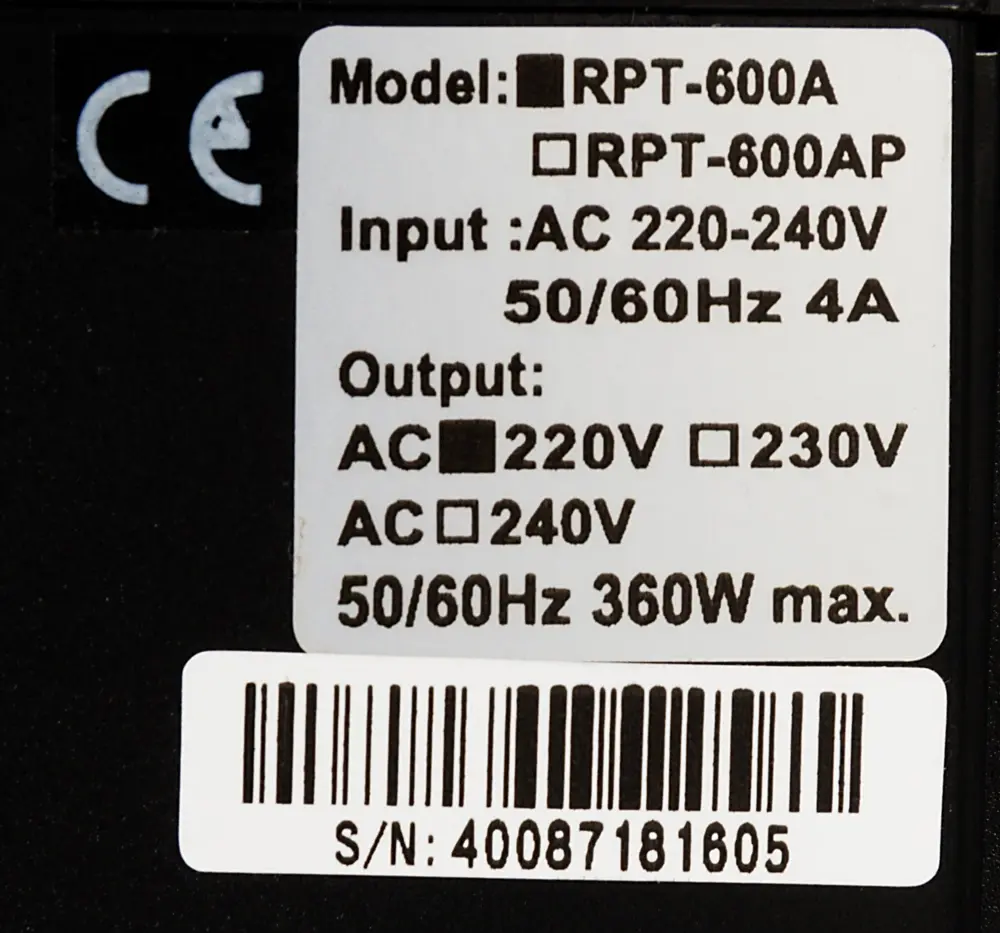 CE
Model:■RPT-600A
□RPT-600AP
Input :AC 220-240V
50/60Hz 4A
Output:
AC■220V □230V
AC□240V
50/60Hz 360W max.
S/N: 40087181605